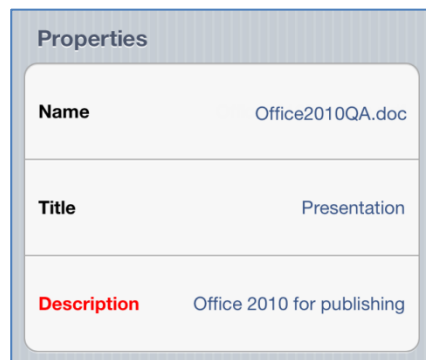 Properties
Name Office2010QA.doc
Title Presentation
Description Office 2010 for publishing